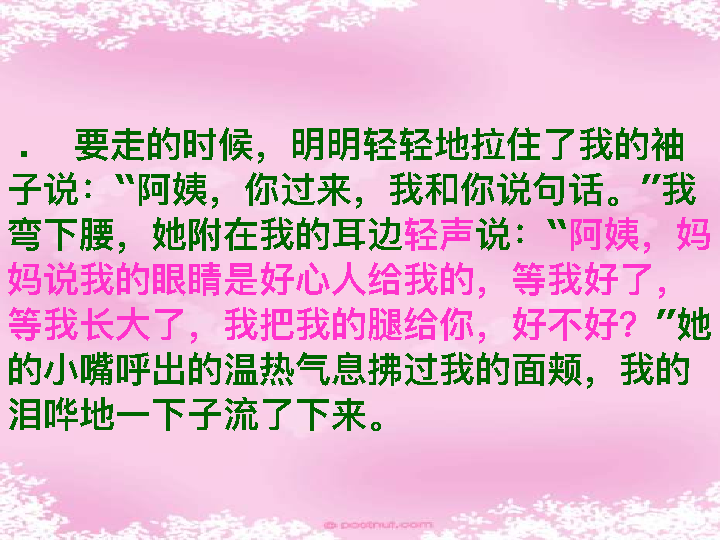 ． 要走的时候，明明轻轻地拉住了我的袖
子说：“阿姨，你过来，我和你说句话。”我
弯下腰，她附在我的耳边轻声说：“阿姨，妈
妈说我的眼睛是好心人给我的，等我好了，
等我长大了，我把我的腿给你，好不好？”她
的小嘴呼出的温热气息拂过我的面颊，我的
泪哗地一下子流了下来。